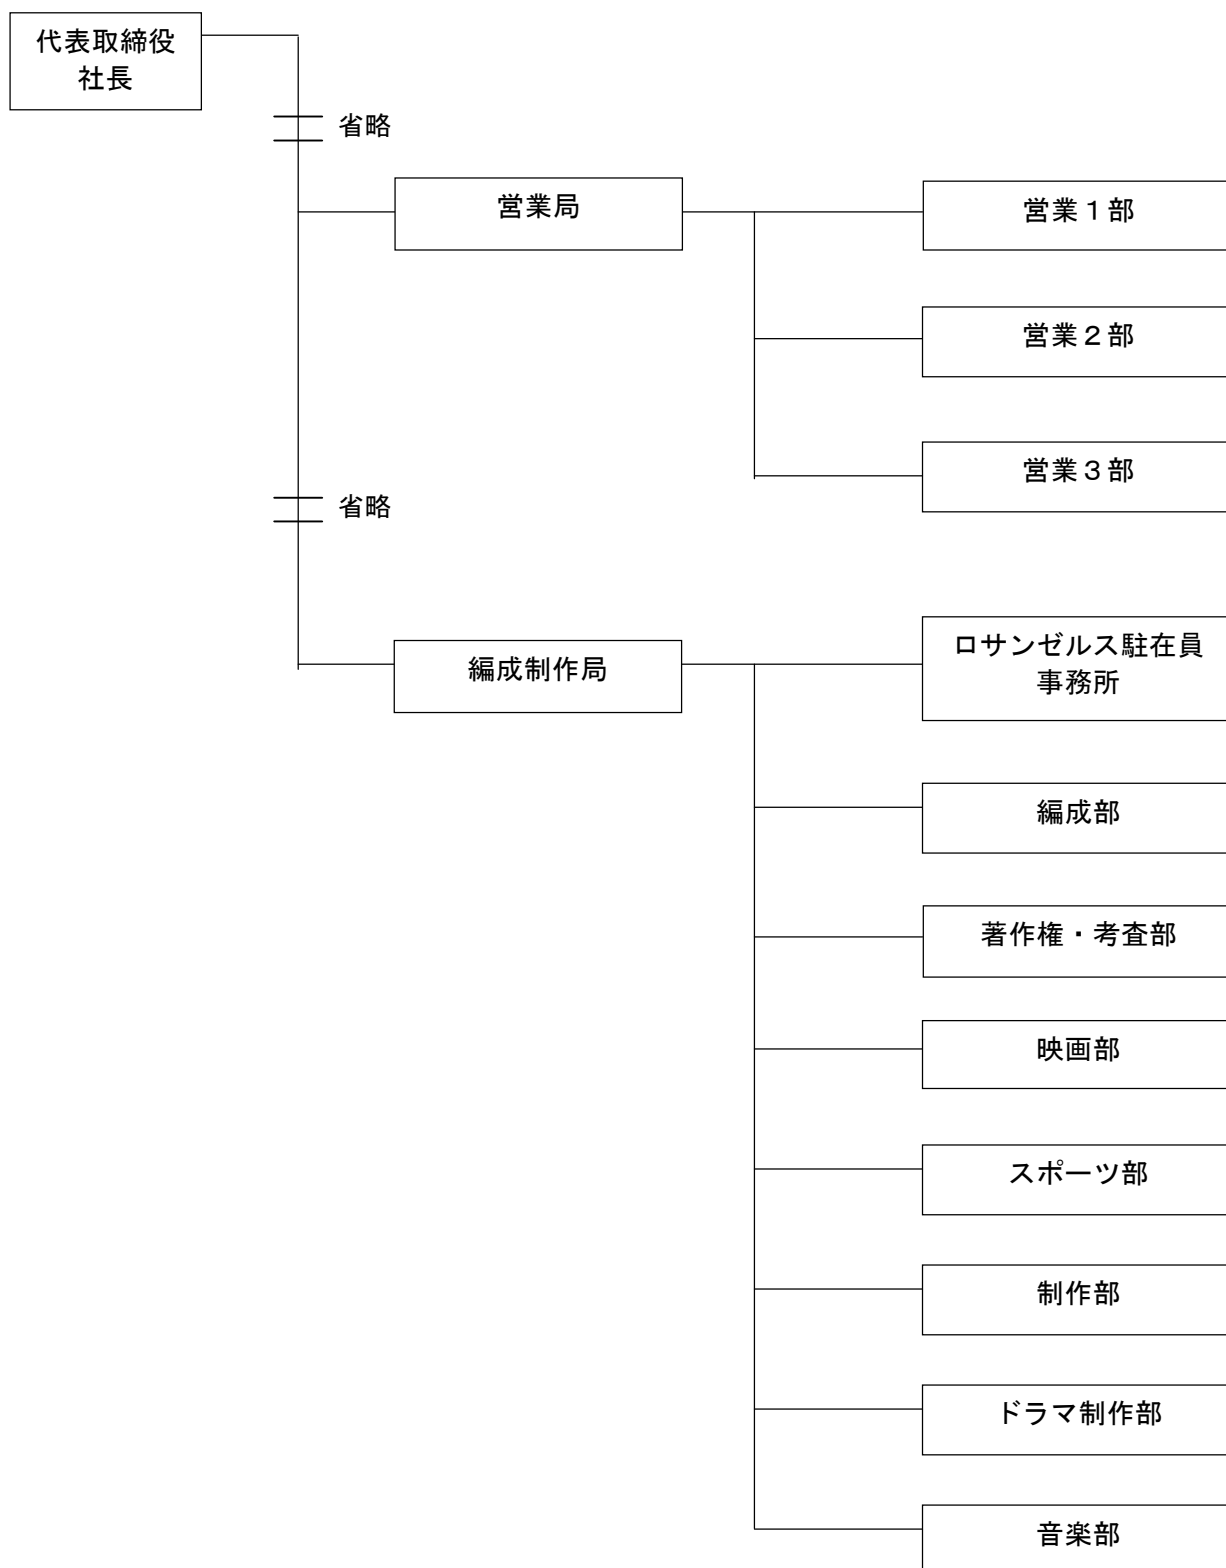 代表取締役
社長
省略
営業局
営業１部
営業２部
営業３部
省略
編成制作局
ロサンゼルス駐在員
事務所
編成部
著作権・考査部
映画部
スポーツ部
制作部
ドラマ制作部
音楽部